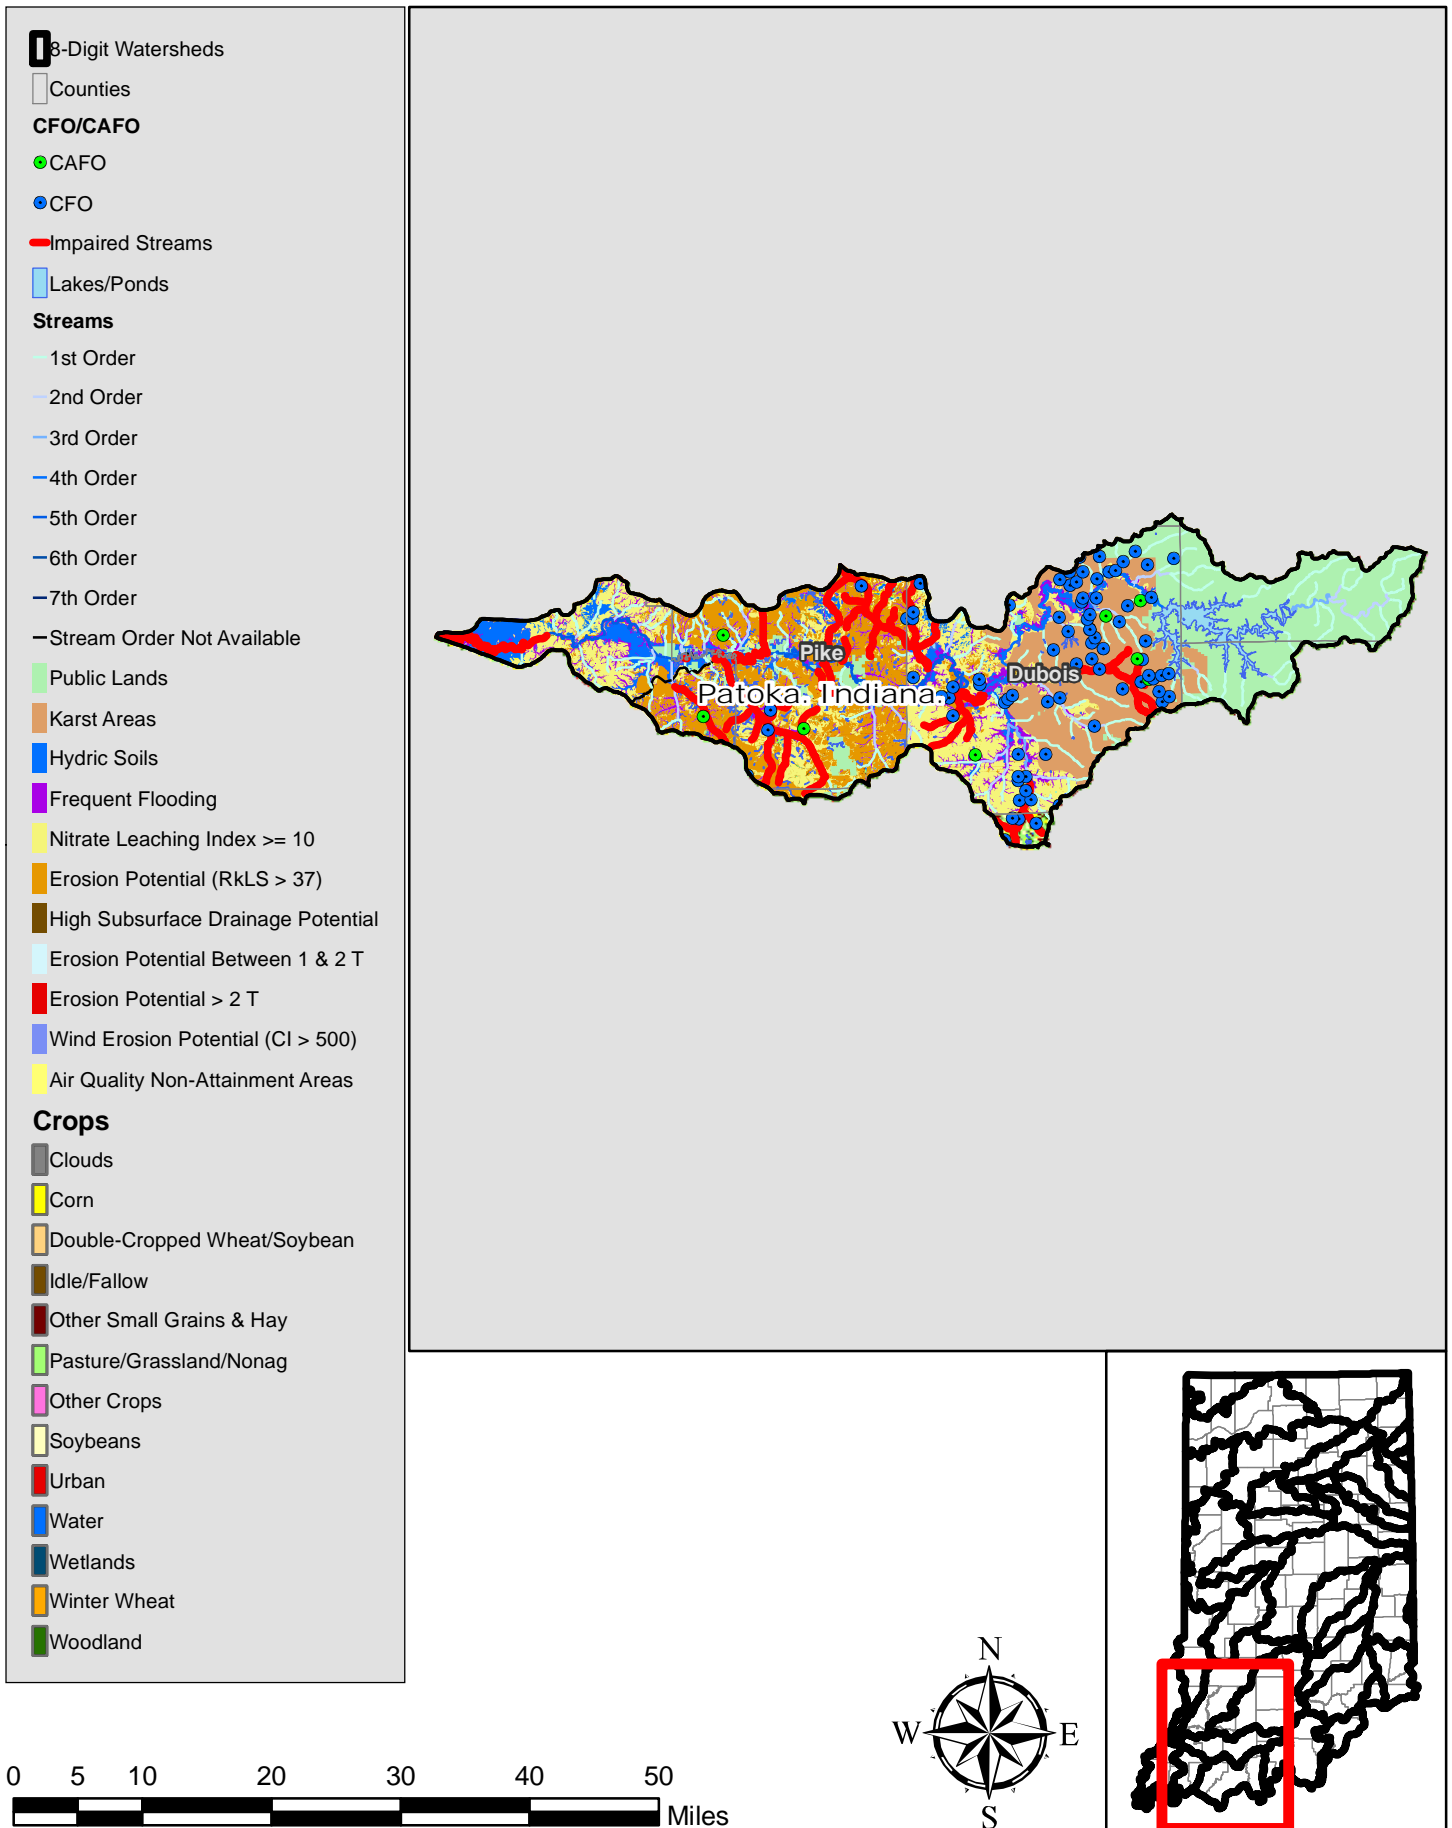 8-Digit Watersheds
Counties
CFO/CAFO
CAFO
CFO
Impaired Streams
Lakes/Ponds
Streams
1st Order
2nd Order
3rd Order
4th Order
5th Order
6th Order
7th Order
Stream Order Not Available
Public Lands
Karst Areas
Hydric Soils
Frequent Flooding
Nitrate Leaching Index >= 10
Erosion Potential (RkLS > 37)
High Subsurface Drainage Potential
Erosion Potential Between 1 & 2 T
Erosion Potential > 2 T
Wind Erosion Potential (CI > 500)
Air Quality Non-Attainment Areas
Crops
Clouds
Corn
Double-Cropped Wheat/Soybean
Idle/Fallow
Other Small Grains & Hay
Pasture/Grassland/Nonag
Other Crops
Soybeans
Urban
Water
Wetlands
Winter Wheat
Woodland
Pike
Dubois
Patoka. Indiana.
N
W E
S
0 5 10 20 30 40 50
Miles